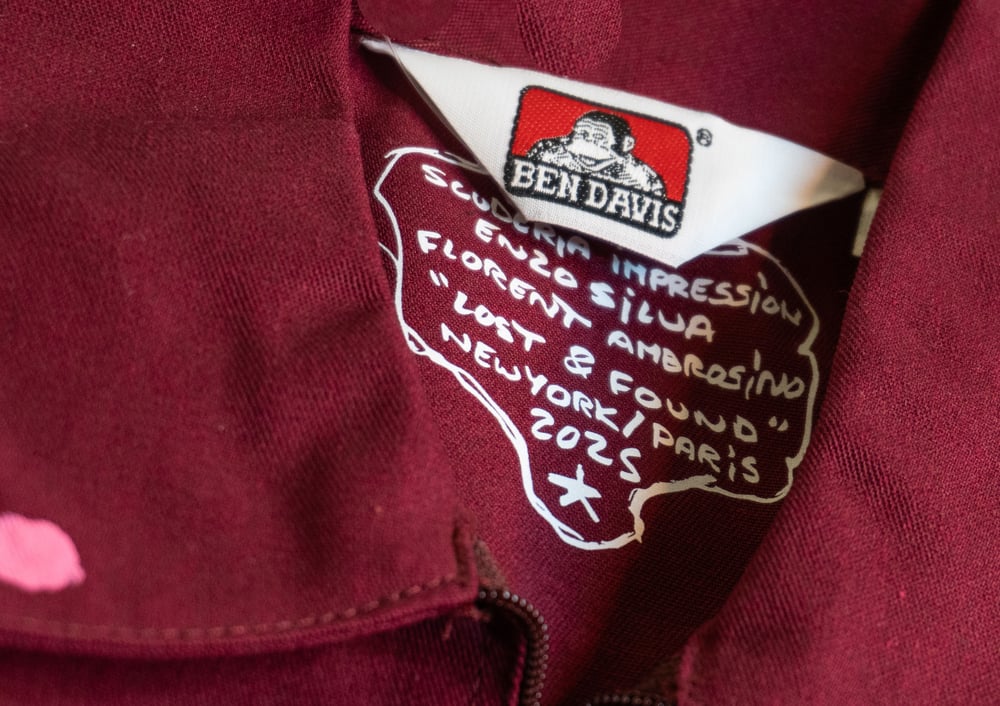 ®
BEN DAVIS
SCUDERIA IMPRESSION
ENZO SILVA
FLORENT AMBROSINO
"LOST & FOUND"
NEWYORK/PARIS
2025